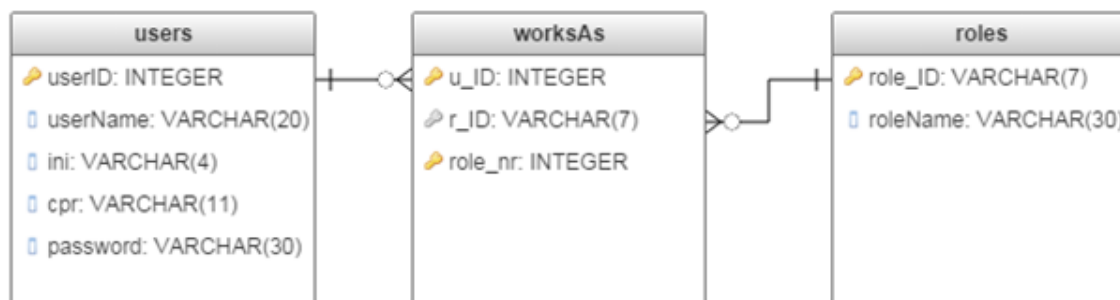 users
userID: INTEGER
userName: VARCHAR(20)
ini: VARCHAR(4)
cpr: VARCHAR(11)
password: VARCHAR(30)
worksAs
u_ID: INTEGER
r_ID: VARCHAR(7)
role_nr: INTEGER
roles
role_ID: VARCHAR(7)
roleName: VARCHAR(30)